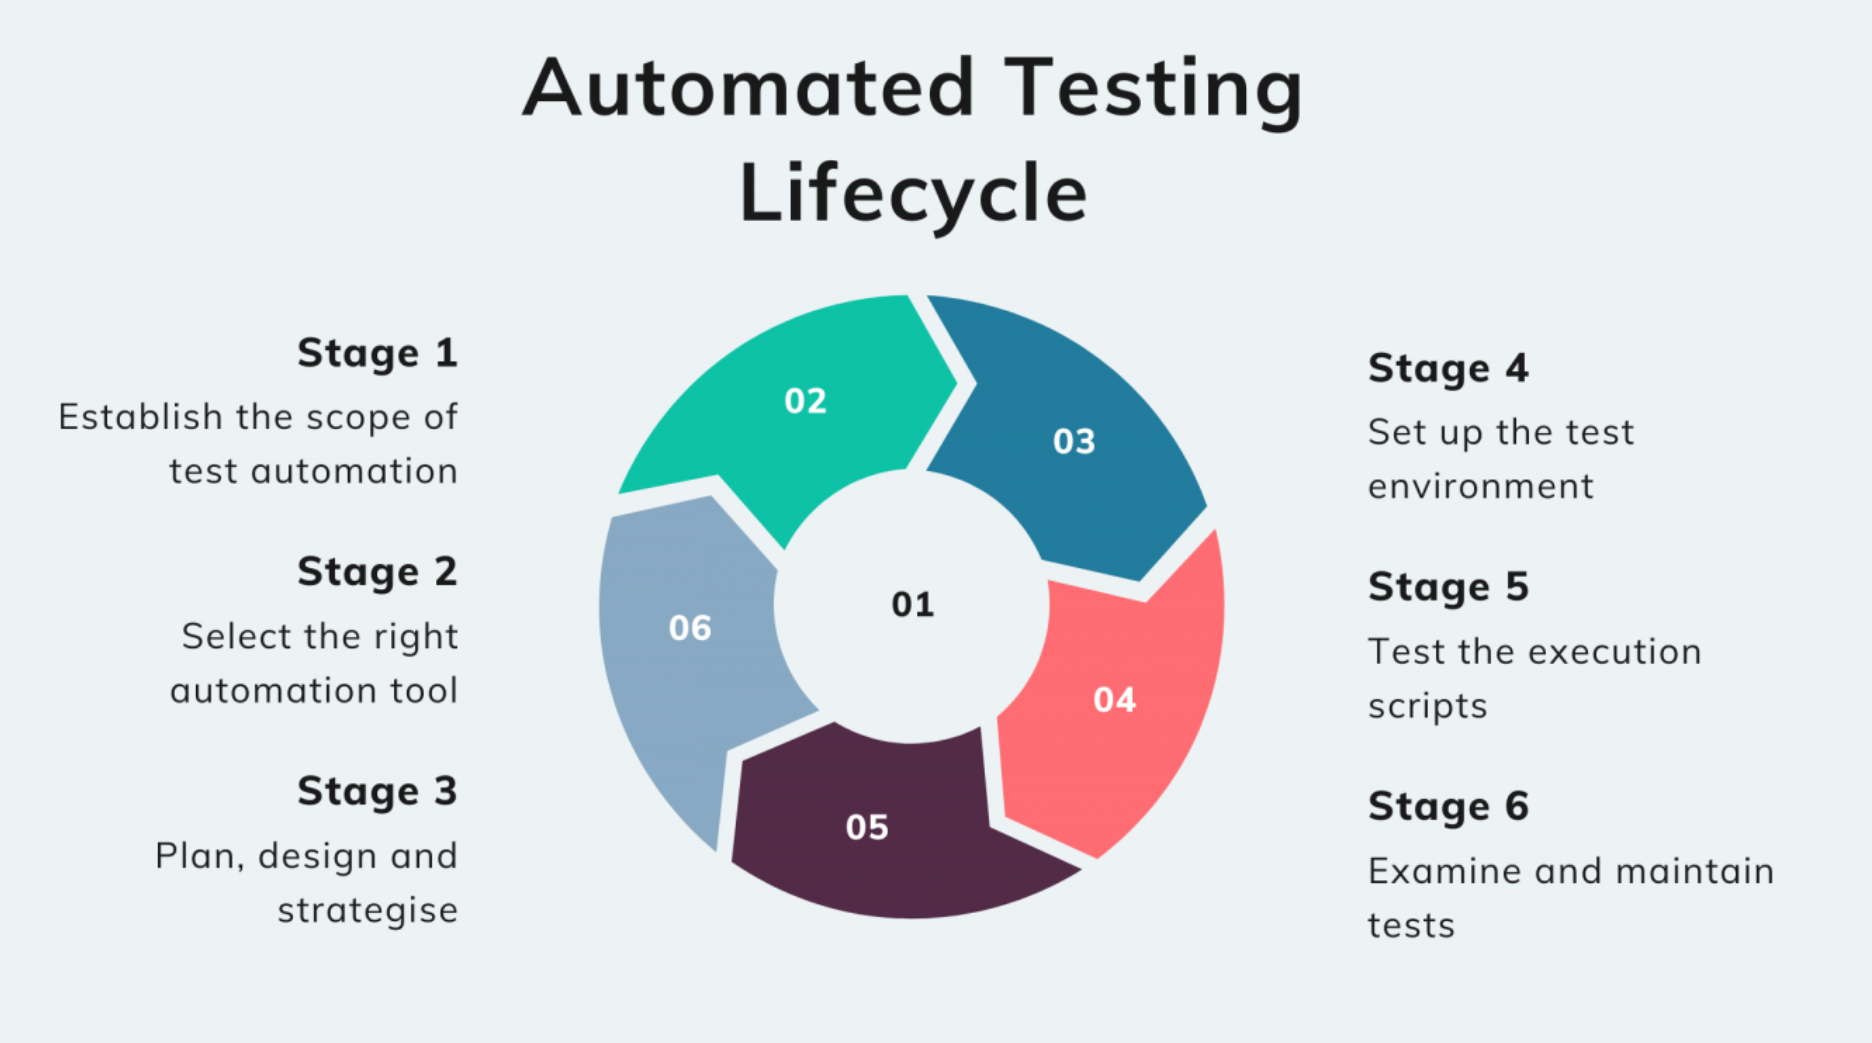 Automated Testing
Lifecycle
Stage 1
Establish the scope of
test automation
Stage 2
Select the right
automation tool
Stage 3
Plan, design and
strategise
02
03
01
06
04
05
Stage 4
Set up the test
environment
Stage 5
Test the execution
scripts
Stage 6
Examine and maintain
tests